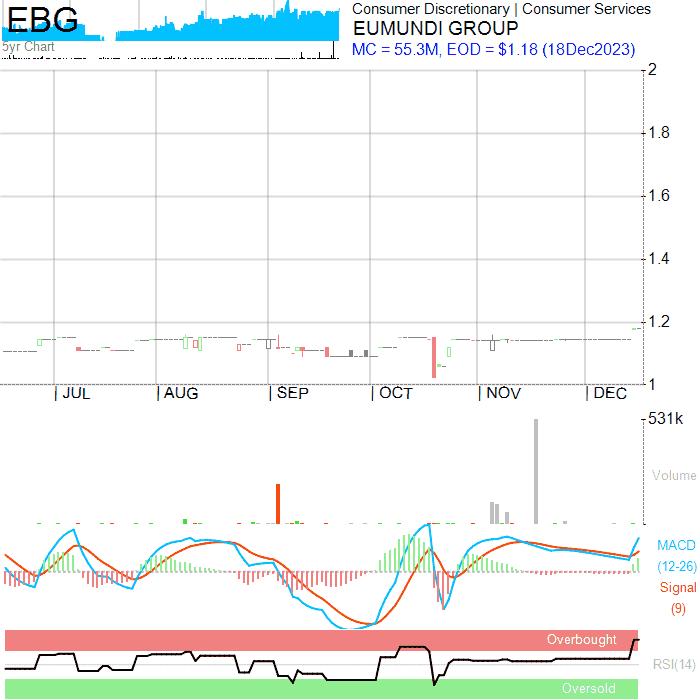 EBG
5yr Chart
Consumer Discretionary | Consumer Services
EUMUNDI GROUP
MC = 55.3M, EOD = $1.18 (18Dec2023)
2
1.8
1.6
1.4
1.2
1
| JUL | AUG | SEP | OCT | NOV | DEC
531k
Volume
MACD
(12-26)
Signal
(9)
Overbought
RSI(14)
Oversold